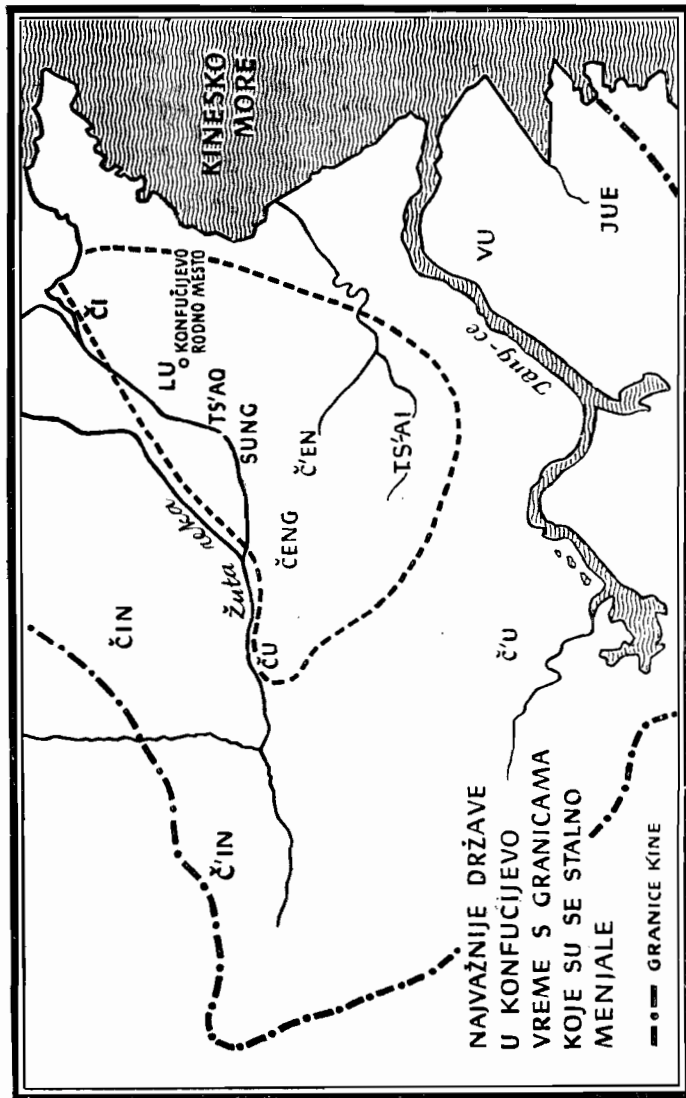 KINESKO
MORE
ČI
LU
KONFUČIJEVO
RODNO MESTO
TS'AO
SUNG
ČIN
Žuta reka
ČENG
Č'EN
TS'AI
ČU
Č'IN
Č'U
Jang-ce
VU
JUE
NAJVAŽNIJE DRŽAVE
U KONFUČIJEVO
VREME S GRANICAMA
KOJE SU SE STALNO
MENJALE
GRANICE KINE